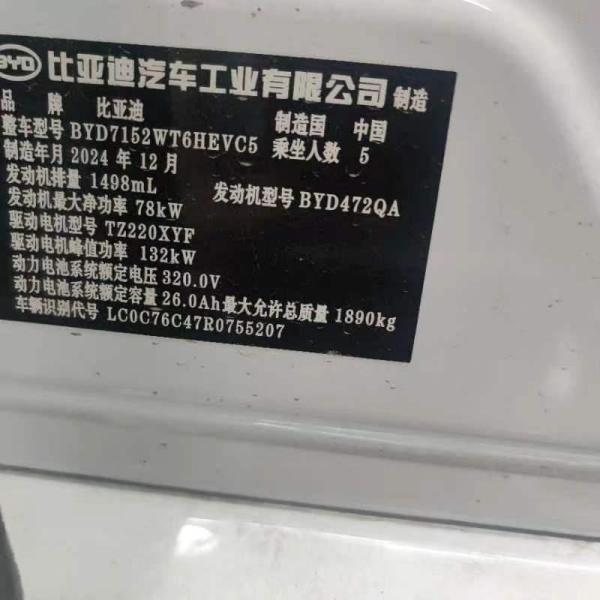 BYD 比亚迪汽车工业有限公司 制造
品 牌 比亚迪 制造国 中国
整车型号 BYD7152WT6HEVC5 乘坐人数 5
制造年月 2024 年 12 月
发动机排量 1498mL 发动机型号 BYD472QA
发动机最大净功率 78kW
驱动电机型号 TZ220XYF
驱动电机峰值功率 132kW
动力电池系统额定电压 320.0V
动力电池系统额定容量 26.0Ah 最大允许总质量 1890kg
车辆识别代号 LC0C76C47R0755207